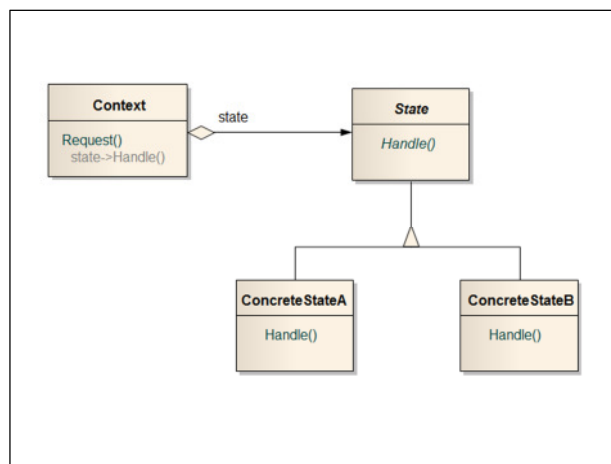 Context
Request()
state->Handle()
state
State
Handle()
ConcreteStateA
Handle()
ConcreteStateB
Handle()